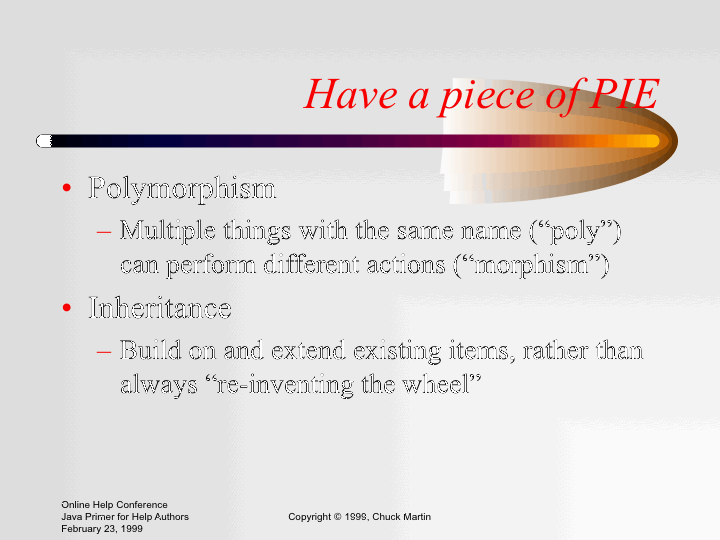 Have a piece of PIE
• Polymorphism
– Multiple things with the same name (“poly”)
can perform different actions (“morphism”)
• Inheritance
– Build on and extend existing items, rather than
always “re-inventing the wheel”
Online Help Conference
Java Primer for Help Authors
February 23, 1999
Copyright © 1999, Chuck Martin